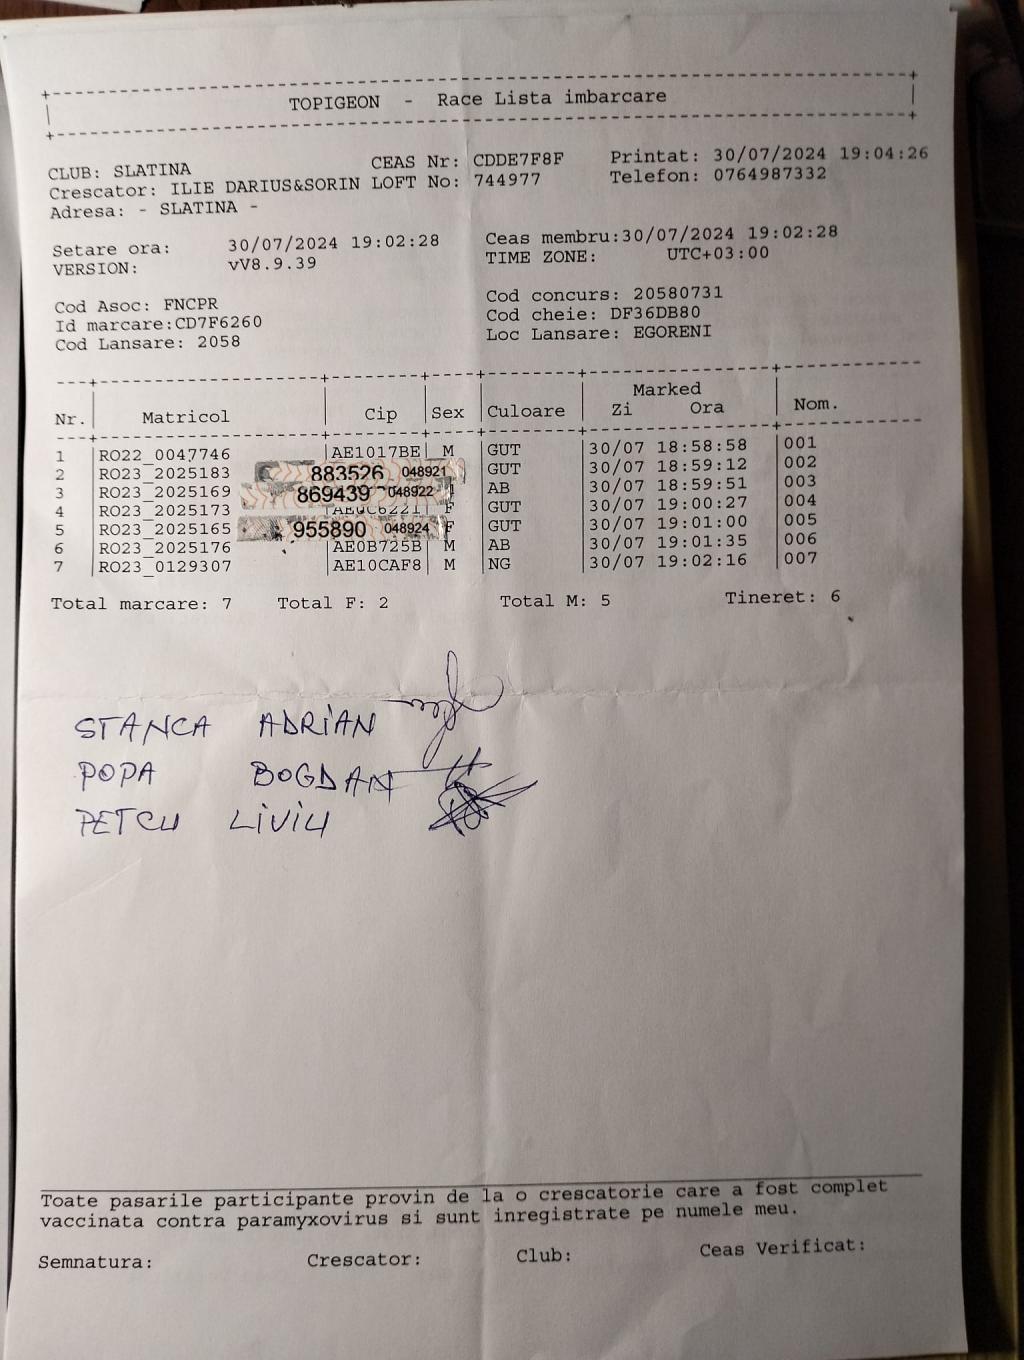 TOPIGEON - Race Lista imbarcare
CLUB: SLATINA CEAS Nr: CDDE7F8F Printat: 30/07/2024 19:04:26
Crescator: ILIE DARIUS&SORIN LOFT No: 744977 Telefon: 0764987332
Adresa: - SLATINA -
Setare ora: 30/07/2024 19:02:28 Ceas membru:30/07/2024 19:02:28
VERSION: vV8.9.39 TIME ZONE: UTC+03:00
Cod Asoc: FNCPR Cod concurs: 20580731
Id marcare:CD7F6260 Cod cheie: DF36DB80
Cod Lansare: 2058 Loc Lansare: EGORENI
Marked
Nr. Matricol Cip Sex Culoare Zi Ora Nom.
1 RO22_0047746 AE1017BE M GUT 30/07 18:58:58 001
2 RO23_2025183 883526 048921 GUT 30/07 18:59:12 002
3 RO23_2025169 869439 048922 AB 30/07 18:59:51 003
4 RO23_2025173 F GUT 30/07 19:00:27 004
5 RO23_2025165 955890 048924 F GUT 30/07 19:01:00 005
6 RO23_2025176 AE0B725B M AB 30/07 19:01:35 006
7 RO23_0129307 AE10CAF8 M NG 30/07 19:02:16 007
Total marcare: 7 Total F: 2 Total M: 5 Tineret: 6
STANCA ADRIAN
POPA BOGDAN
PETCU LIVIU
Toate pasarile participante provin de la o crescatorie care a fost complet
vaccinata contra paramyxovirus si sunt inregistrate pe numele meu.
Semnatura: Crescator: Club: Ceas Verificat: